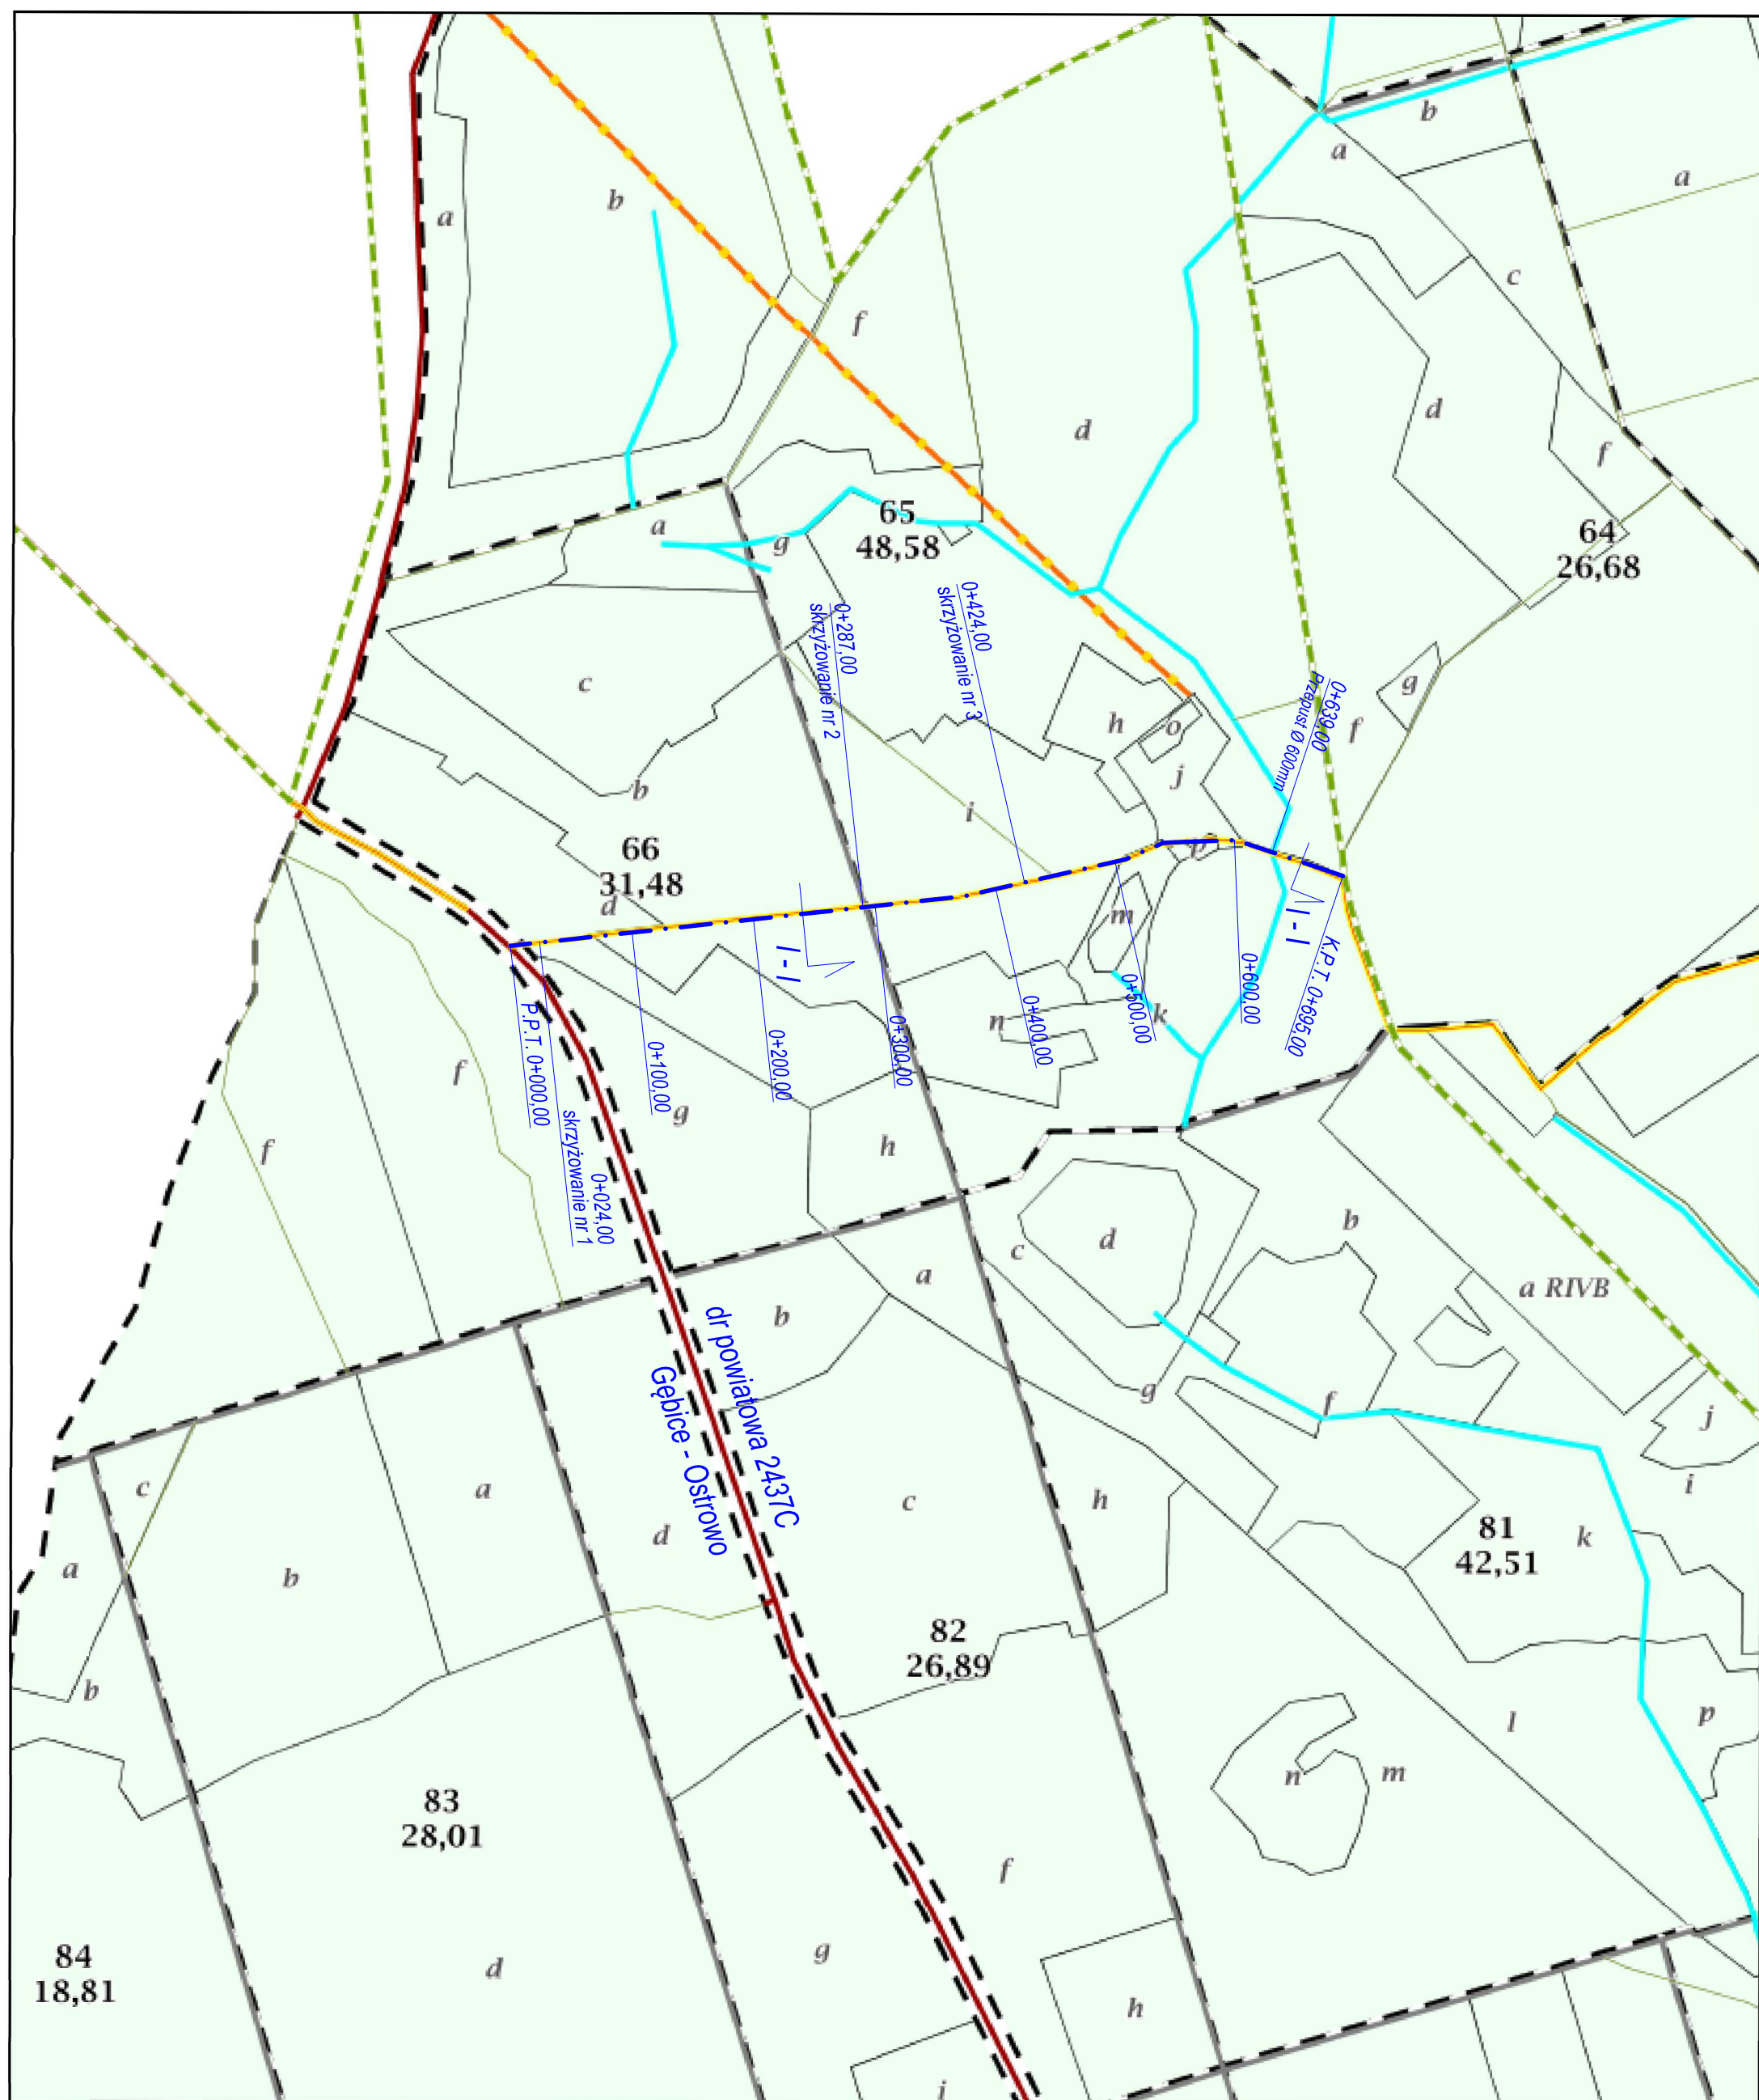 b
a
a
a
b
c
f
d
d
f
65
48,58
64
26,68
a
g
0+287,00
skrzyżowanie nr 2
0+424,00
skrzyżowanie nr 3
0+639,00
Przepust Ø 600mm
c
h
o
g
f
j
b
i
66
31,48
p
d
m
I - I
I - I
K.P.T. 0+695,00
0+600,00
0+500,00
0+400,00
0+300,00
0+200,00
0+100,00
P.P.T. 0+000,00
0+024,00
skrzyżowanie nr 1
n
k
f
g
f
h
d
c
b
a
a RIVB
b
dr powiatowa 2437C
Gębice - Ostrowo
g
f
j
i
c
a
c
h
d
81
42,51
k
a
b
82
26,89
b
l
p
n
m
83
28,01
f
84
18,81
d
g
h
i